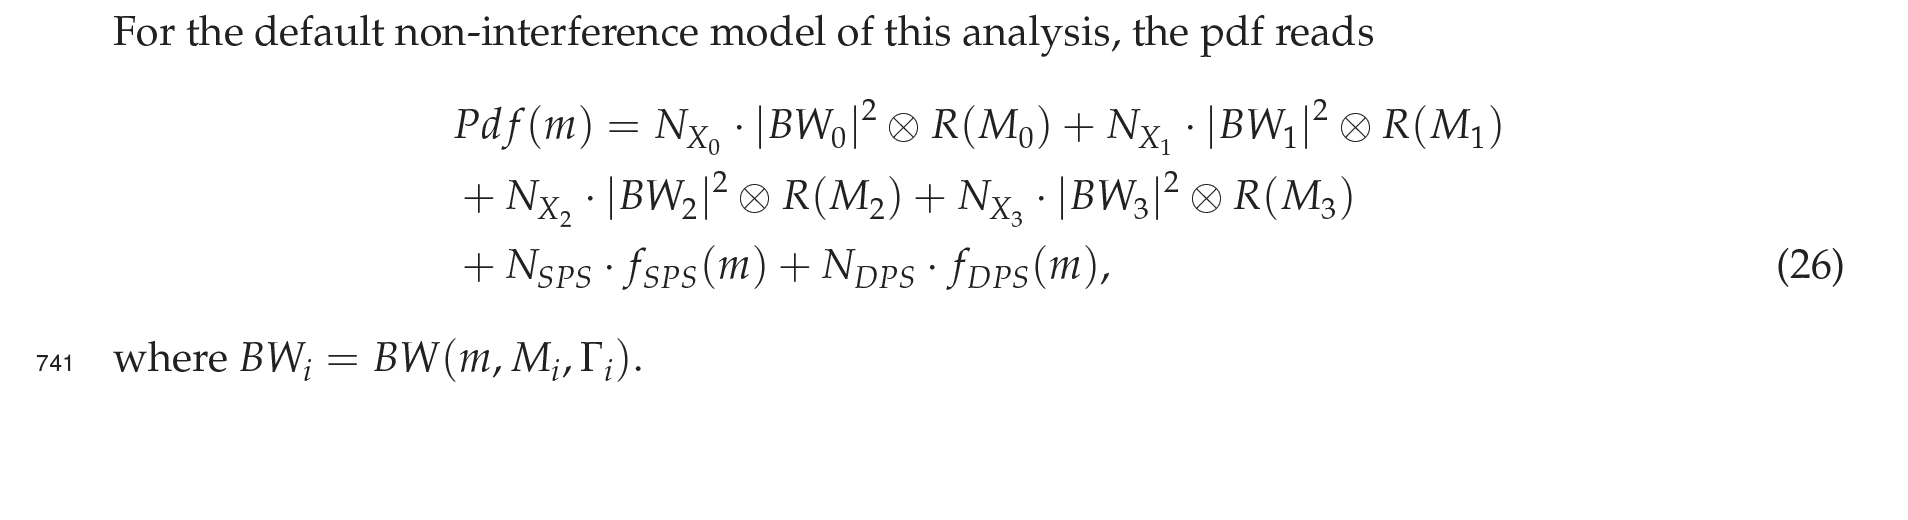 For the default non-interference model of this analysis, the pdf reads
Pdf(m) = N_{X_0} · |BW_0|^2 ⊗ R(M_0) + N_{X_1} · |BW_1|^2 ⊗ R(M_1)
+ N_{X_2} · |BW_2|^2 ⊗ R(M_2) + N_{X_3} · |BW_3|^2 ⊗ R(M_3)
+ N_{SPS} · f_{SPS}(m) + N_{DPS} · f_{DPS}(m), (26)
741 where BW_i = BW(m, M_i, Γ_i).